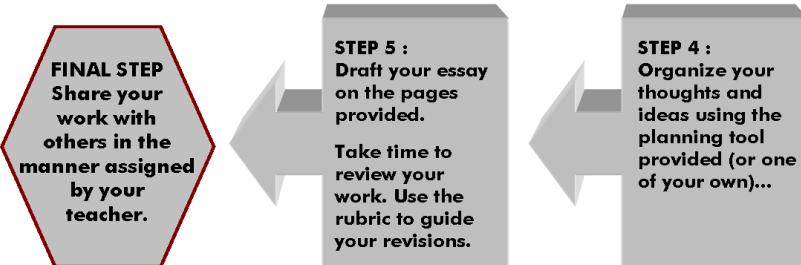 STEP 4 :
Organize your
thoughts and
ideas using the
planning tool
provided (or one
of your own)...
STEP 5 :
Draft your essay
on the pages
provided.
Take time to
review your
work. Use the
rubric to guide
your revisions.
FINAL STEP
Share your
work with
others in the
manner assigned
by your
teacher.